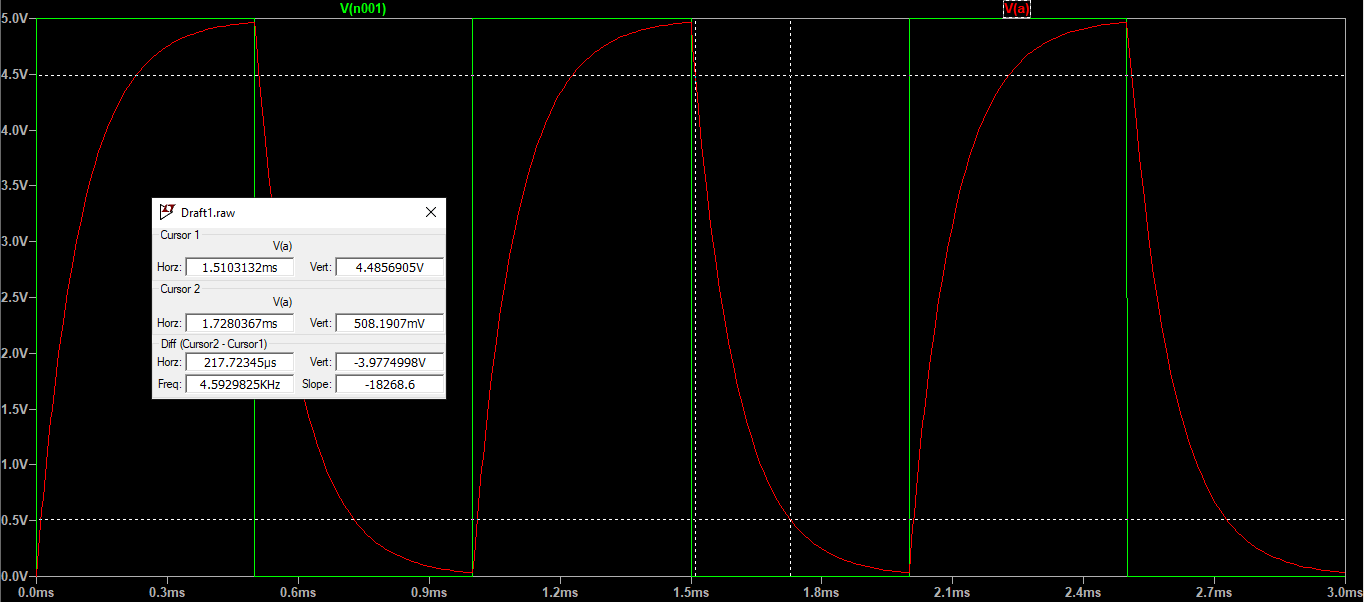 V(n001) V(a)
5.0V
4.5V
4.0V
3.5V
3.0V
2.5V
2.0V
1.5V
1.0V
0.5V
0.0V
Draft1.raw
Cursor 1
V(a)
Horz: 1.5103132ms Vert: 4.4856905V
Cursor 2
V(a)
Horz: 1.7280367ms Vert: 508.1907mV
Diff (Cursor2 - Cursor1)
Horz: 217.72345µs Vert: -3.9774998V
Freq: 4.5929825KHz Slope: -18268.6
0.0ms 0.3ms 0.6ms 0.9ms 1.2ms 1.5ms 1.8ms 2.1ms 2.4ms 2.7ms 3.0ms